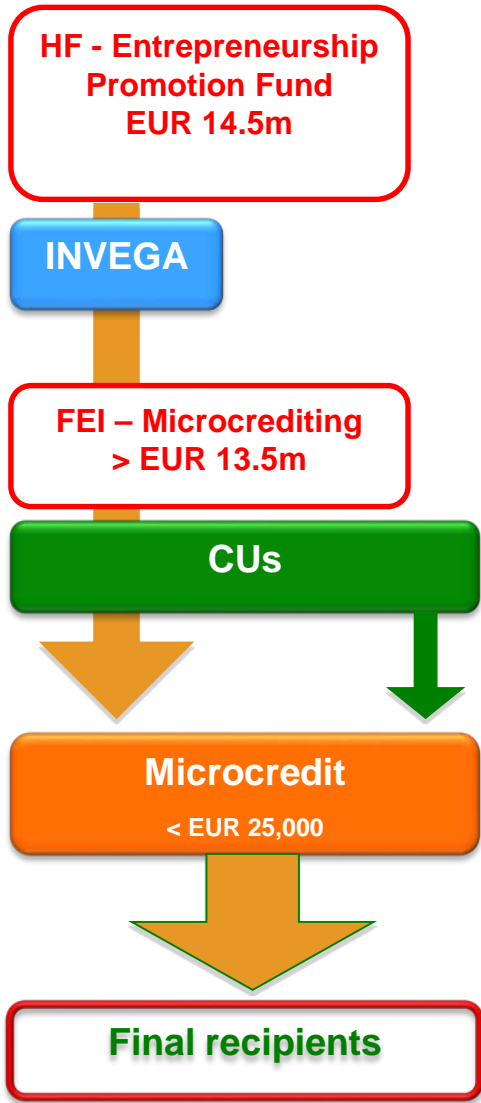 HF - Entrepreneurship
Promotion Fund
EUR 14.5m
INVEGA
FEI – Microcrediting
> EUR 13.5m
CUs
Microcredit
< EUR 25,000
Final recipients